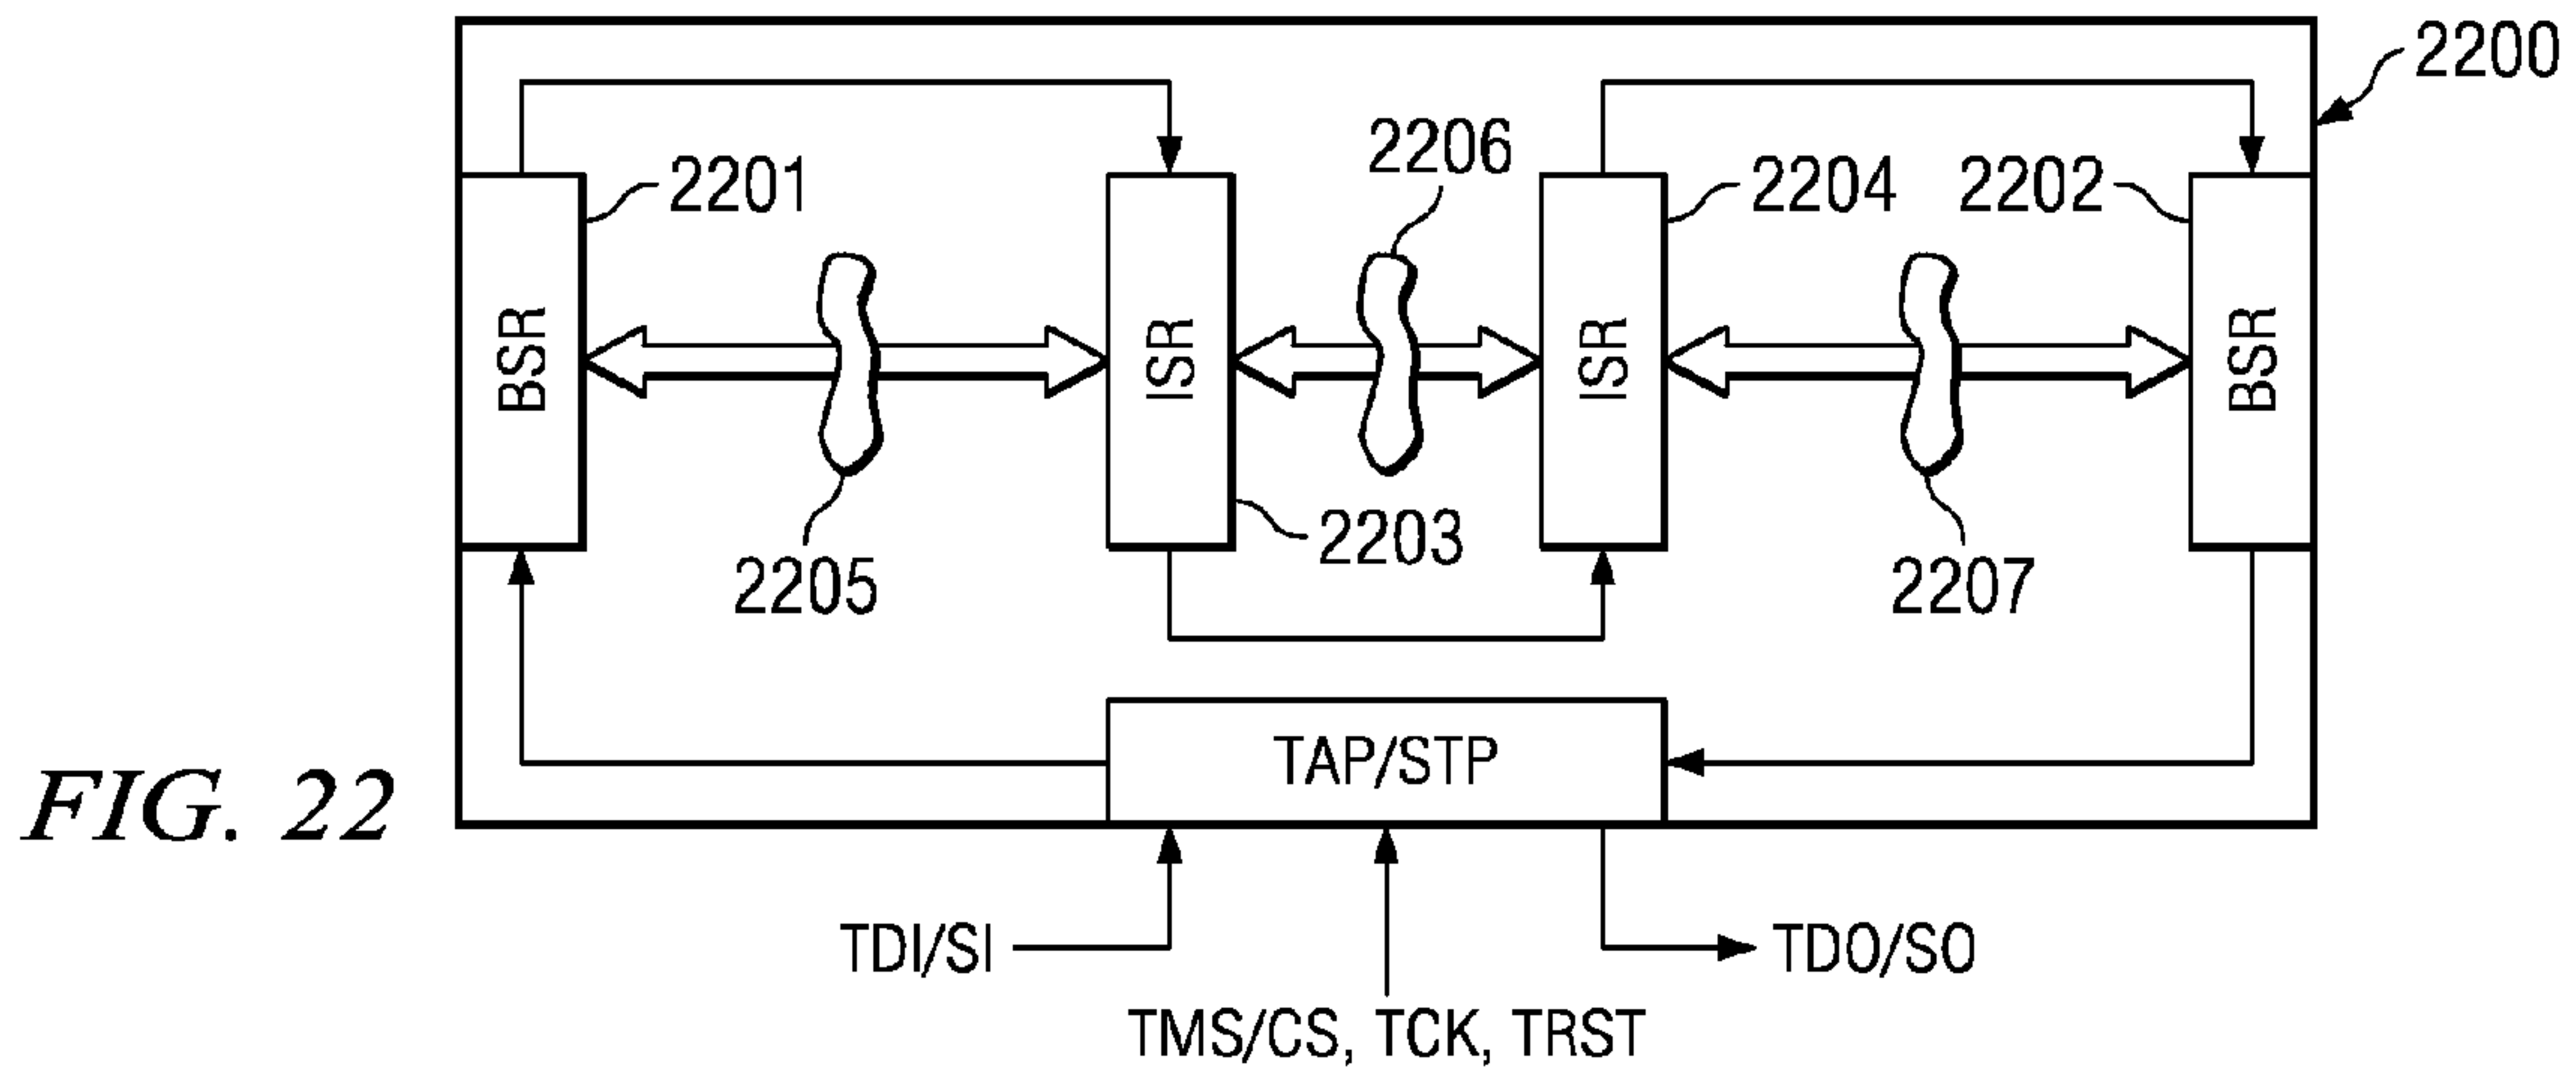 2200
2206
2201
2204
2202
BSR
ISR
ISR
BSR
2203
2205
2207
TAP/STP
FIG. 22
TDI/SI
TDO/SO
TMS/CS, TCK, TRST